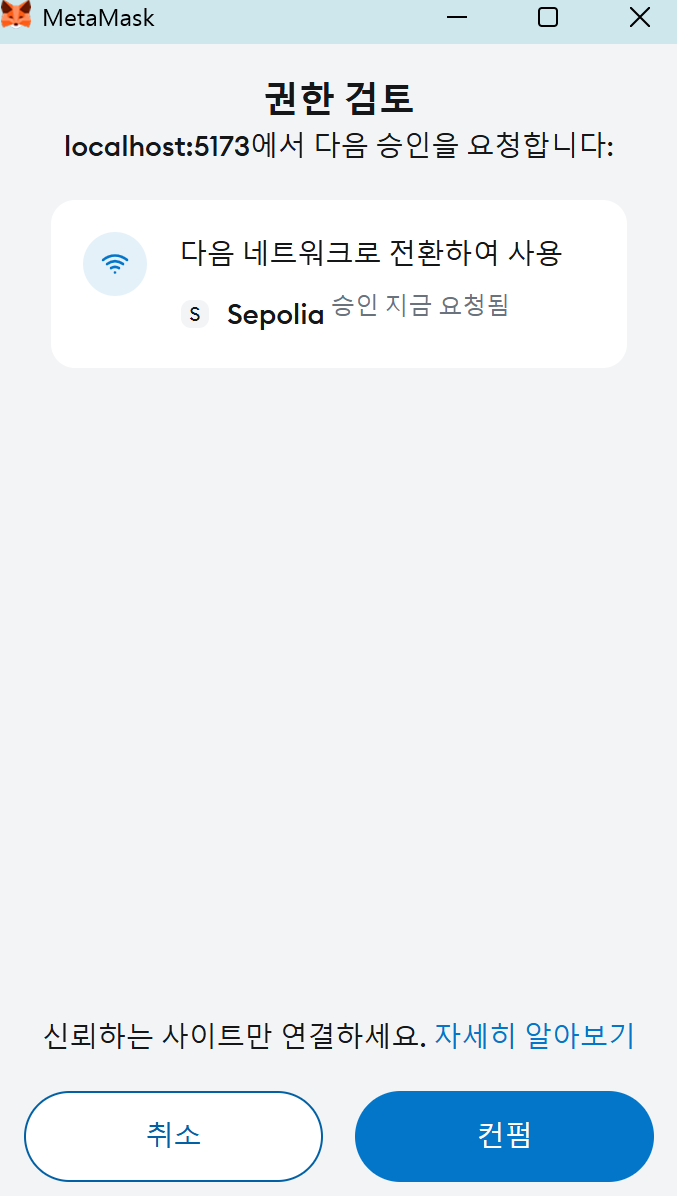 MetaMask
권한 검토
localhost:5173에서 다음 승인을 요청합니다:
다음 네트워크로 전환하여 사용
S Sepolia 승인 지금 요청됨
신뢰하는 사이트만 연결하세요. 자세히 알아보기
취소 컨펌